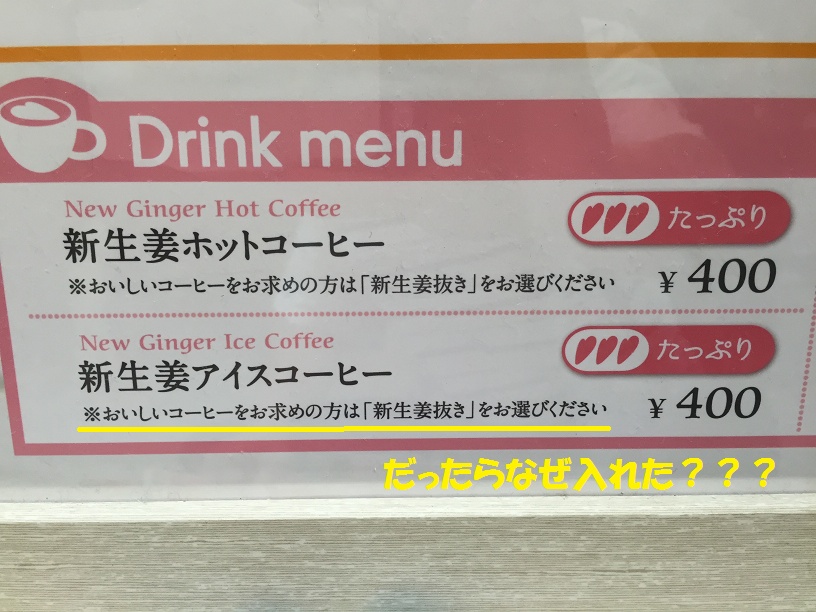 Drink menu
New Ginger Hot Coffee
たっぷり
新生姜ホットコーヒー
※おいしいコーヒーをお求めの方は「新生姜抜き」をお選びください
¥400
New Ginger Ice Coffee
たっぷり
新生姜アイスコーヒー
※おいしいコーヒーをお求めの方は「新生姜抜き」をお選びください
¥400
だったらなぜ入れた???